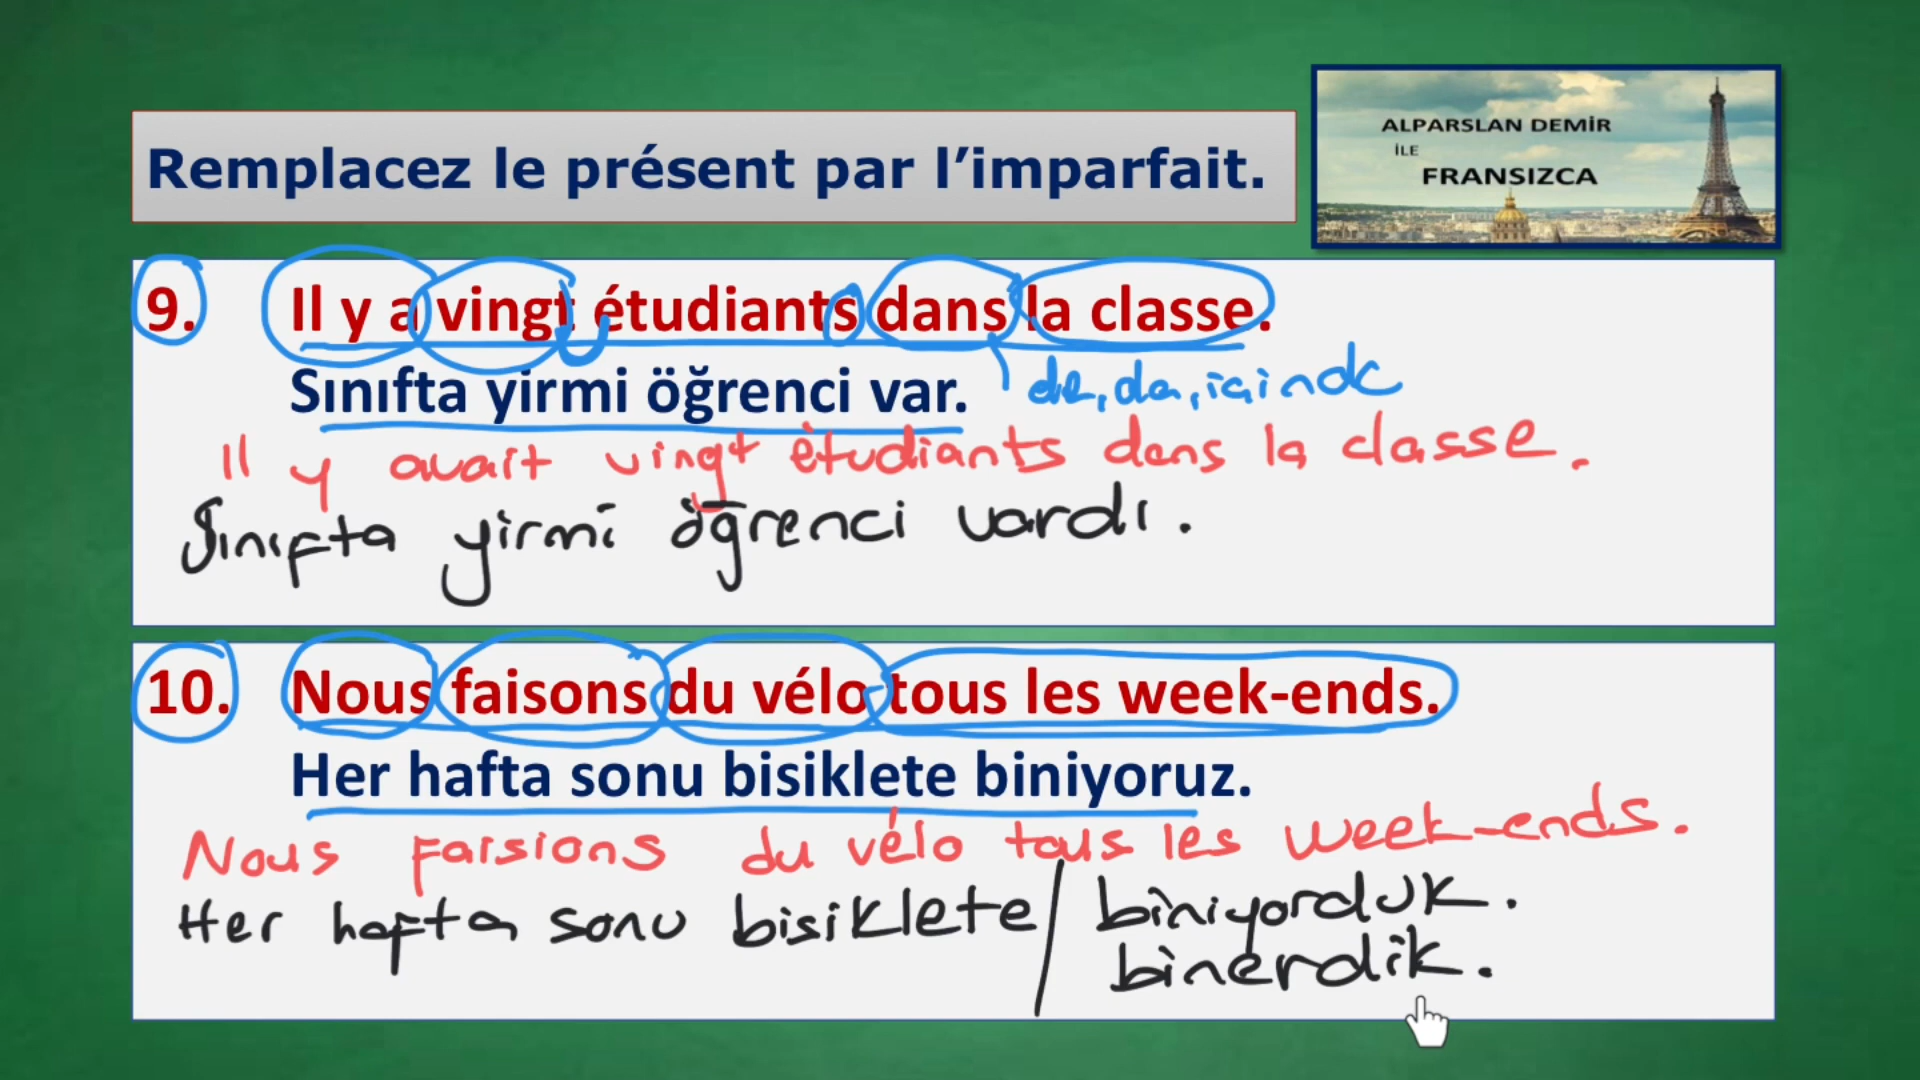 Remplacez le présent par l’imparfait.
ALPARSLAN DEMİR
İLE
FRANSIZCA
9. Il y a vingt étudiants dans la classe.
Sınıfta yirmi öğrenci var.
de, da, içinde
Il y avait vingt étudiants dans la classe.
Sınıfta yirmi öğrenci vardı.
10. Nous faisons du vélo tous les week-ends.
Her hafta sonu bisiklete biniyoruz.
Nous faisions du vélo tous les week-ends.
Her hafta sonu bisiklete / biniyorduk.
binerdik.